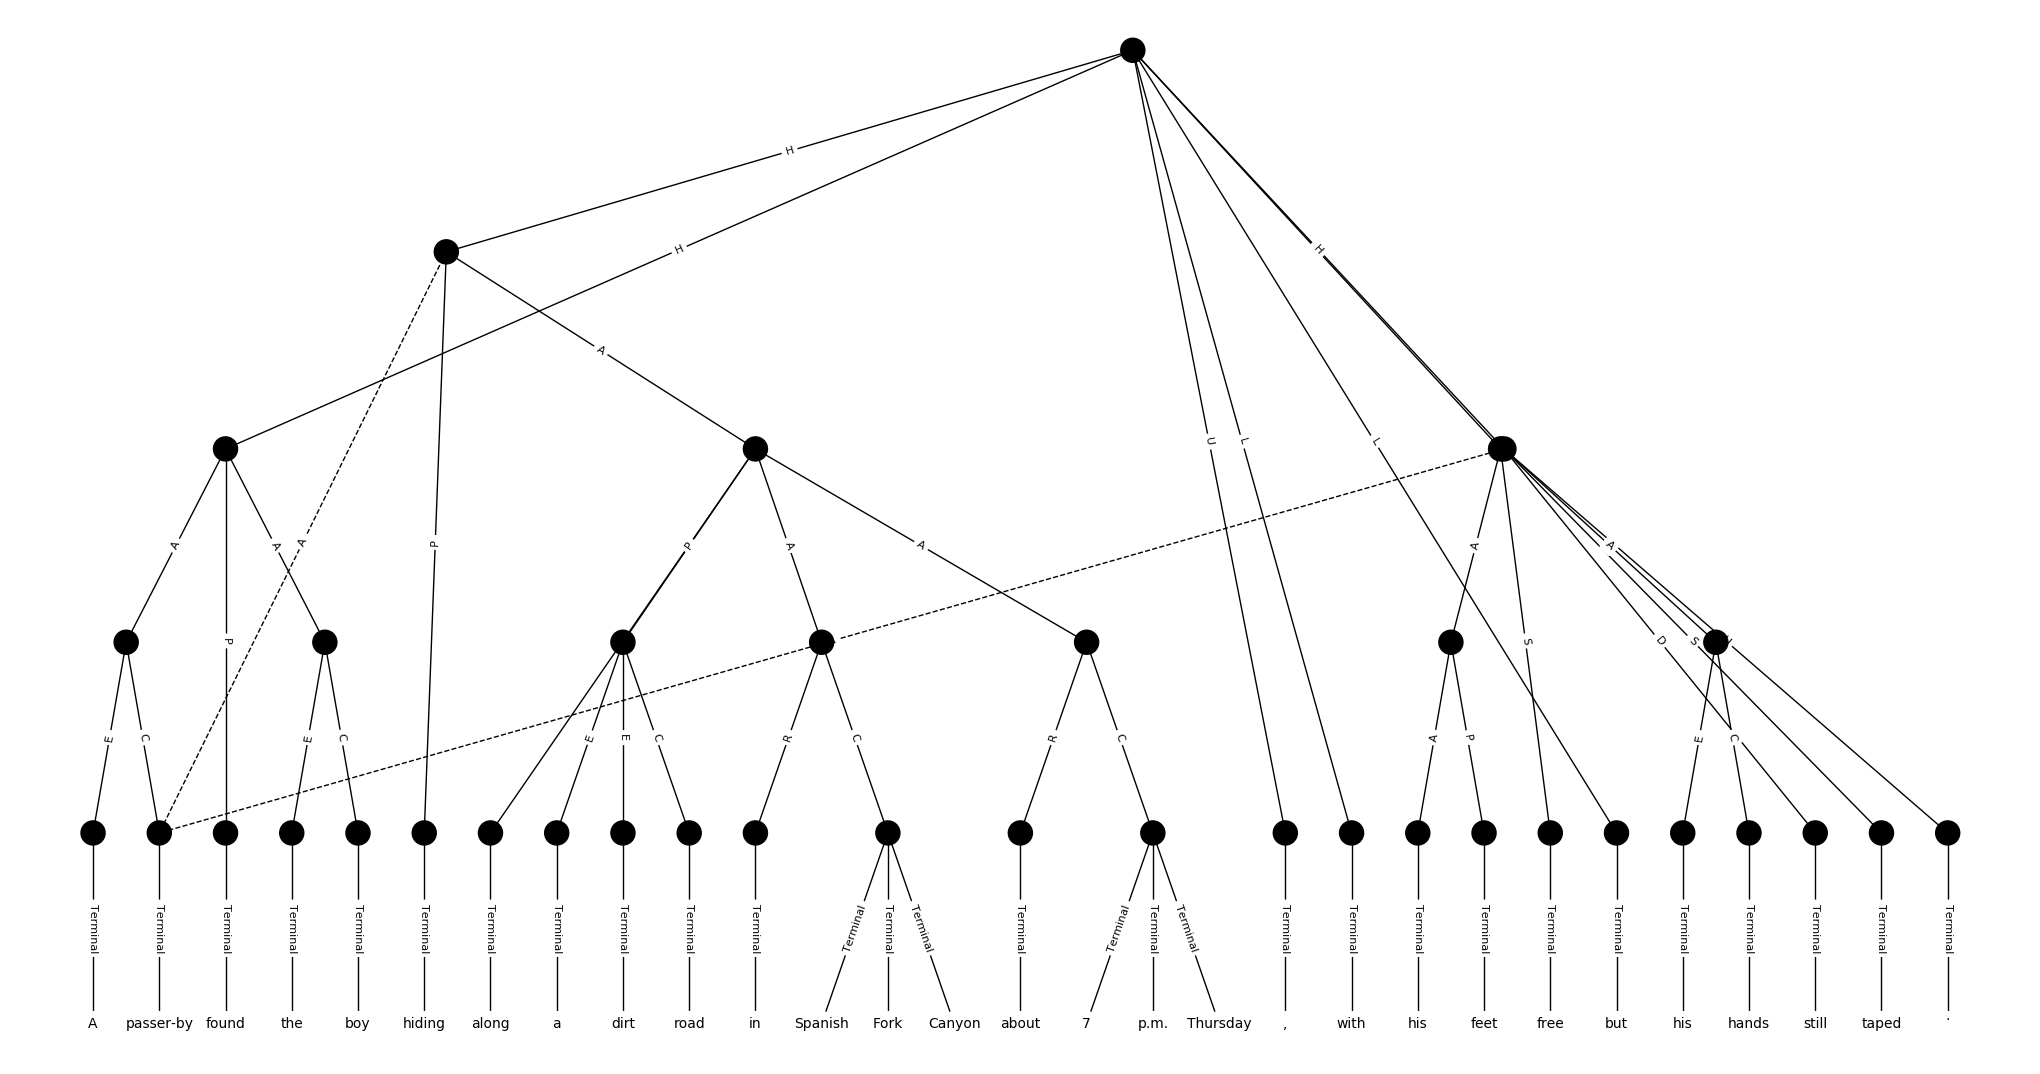 H
H
H
A
U L L
A A A P P A A A A
P S D S U
E C E C E E C R C R C A P E C
Terminal Terminal Terminal Terminal Terminal Terminal Terminal Terminal Terminal Terminal Terminal Terminal Terminal Terminal Terminal Terminal Terminal Terminal Terminal Terminal Terminal Terminal Terminal Terminal Terminal Terminal Terminal Terminal Terminal
A passer-by found the boy hiding along a dirt road in Spanish Fork Canyon about 7 p.m. Thursday , with his feet free but his hands still taped .